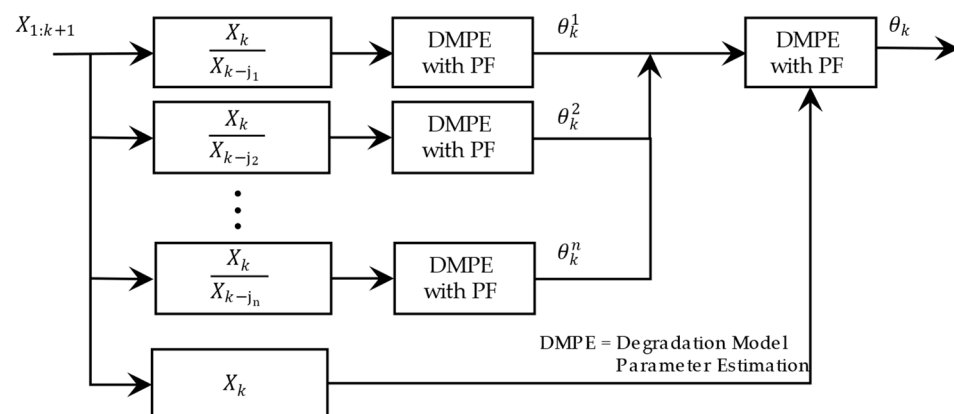 X_{1:k+1}
X_k
X_{k-j_1}
DMPE
with PF
θ_k^1
DMPE
with PF
θ_k
X_k
X_{k-j_2}
DMPE
with PF
θ_k^2
X_k
X_{k-j_n}
DMPE
with PF
θ_k^n
DMPE = Degradation Model
Parameter Estimation
X_k